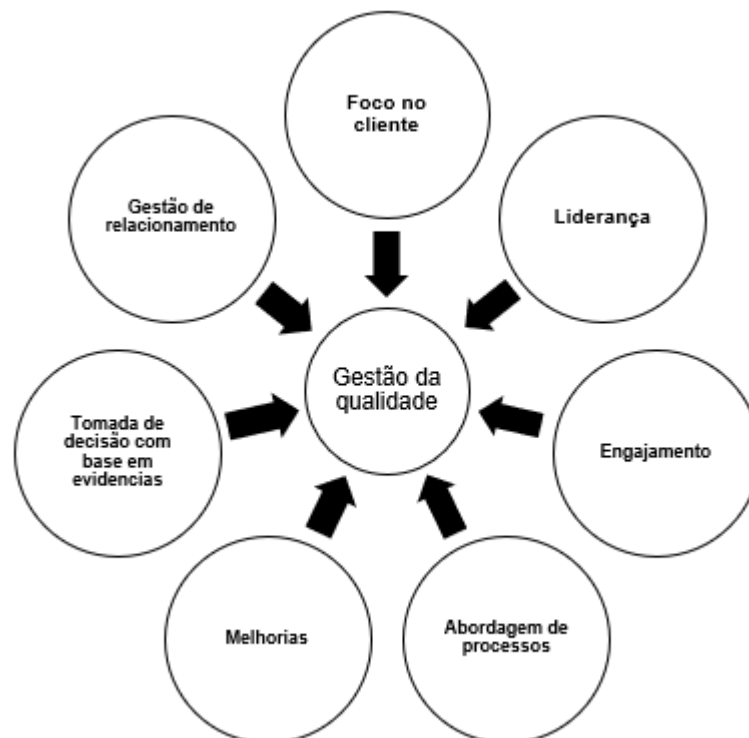 Foco no
cliente
Liderança
Engajamento
Abordagem de
processos
Melhorias
Tomada de
decisão com
base em
evidencias
Gestão de
relacionamento
Gestão da
qualidade